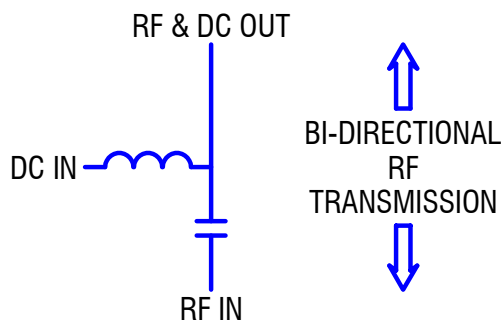 RF & DC OUT
DC IN
RF IN
BI-DIRECTIONAL
RF
TRANSMISSION